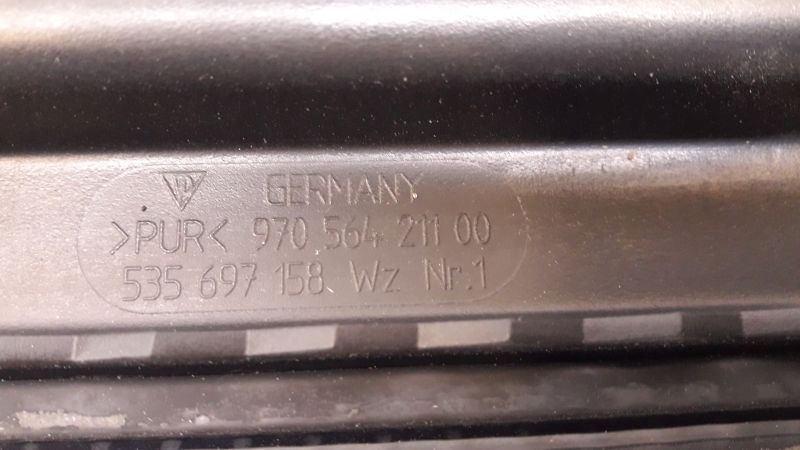 GERMANY
>PUR< 970 564 211 00
535 697 158 Wz Nr.1